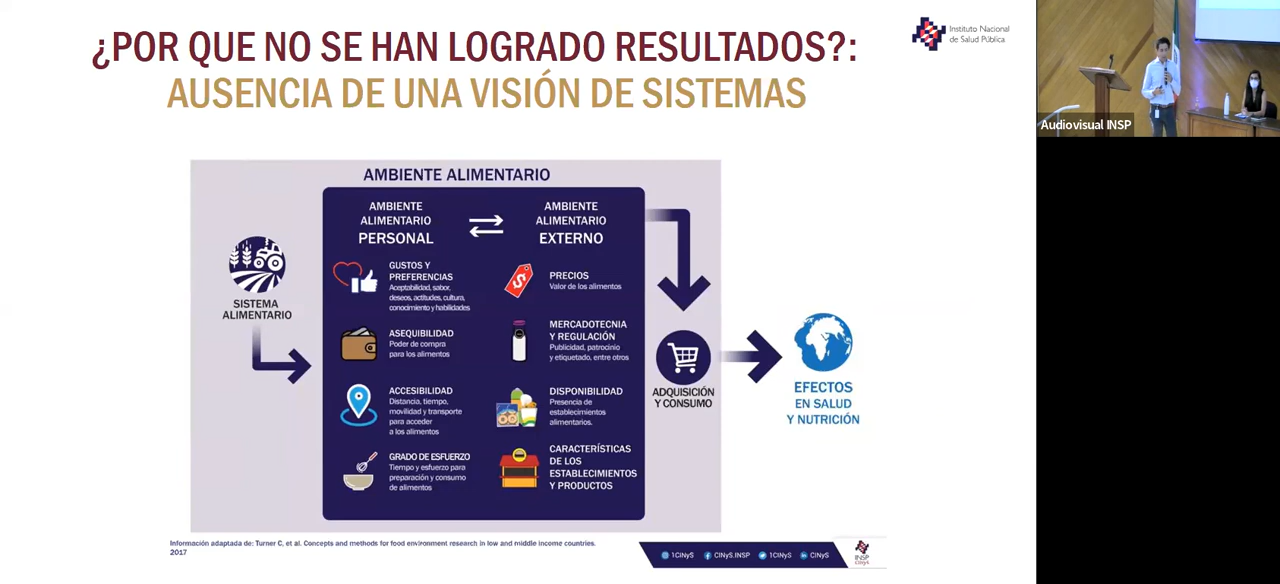 ¿POR QUE NO SE HAN LOGRADO RESULTADOS?:
AUSENCIA DE UNA VISIÓN DE SISTEMAS
Instituto Nacional
de Salud Pública
Audiovisual INSP
AMBIENTE ALIMENTARIO
SISTEMA
ALIMENTARIO
AMBIENTE
ALIMENTARIO
PERSONAL
GUSTOS Y
PREFERENCIAS
Aceptabilidad, sabor,
deseos, actitudes, cultura,
conocimiento y habilidades
ASEQUIBILIDAD
Poder de compra
para los alimentos
ACCESIBILIDAD
Distancia, tiempo,
movilidad y transporte
para acceder
a los alimentos
GRADO DE ESFUERZO
Tiempo y esfuerzo para
preparación y consumo
de alimentos
AMBIENTE
ALIMENTARIO
EXTERNO
PRECIOS
Valor de los alimentos
MERCADOTECNIA
Y REGULACIÓN
Publicidad, patrocinio
y etiquetado, entre otros
DISPONIBILIDAD
Presencia de
establecimientos
alimentarios.
CARACTERÍSTICAS
DE LOS
ESTABLECIMIENTOS
Y PRODUCTOS
ADQUISICIÓN
Y CONSUMO
EFECTOS
EN SALUD
Y NUTRICIÓN
Información adaptada de: Turner C, et al. Concepts and methods for food environment research in low and middle income countries.
2017
1CINyS
CINyS.INSP
1CINyS
CINyS
INSP
CINyS